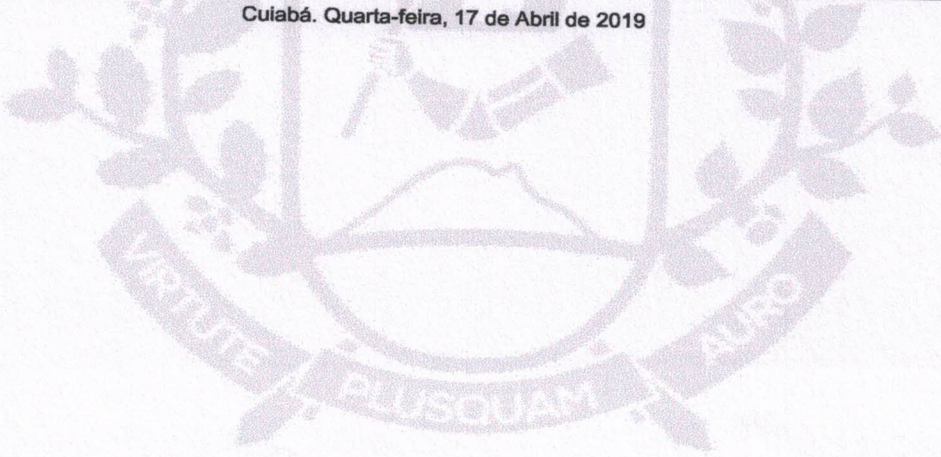 Cuiabá. Quarta-feira, 17 de Abril de 2019
VIRTUTE
PLUSQUAM
AURO